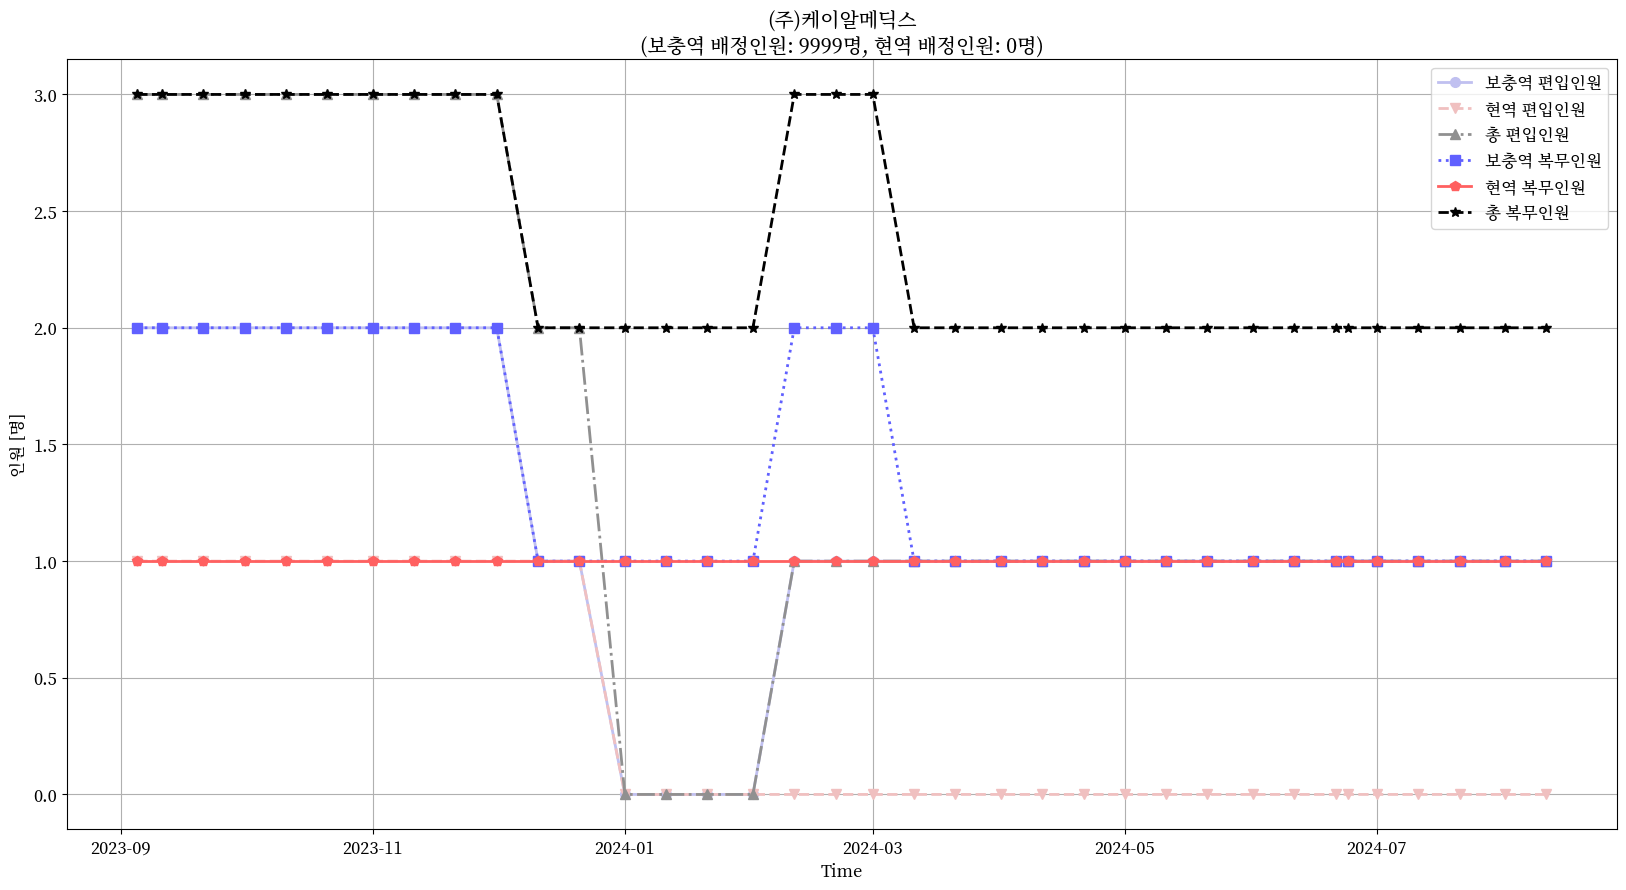 (주)케이알메딕스
(보충역 배정인원: 9999명, 현역 배정인원: 0명)
보충역 편입인원
현역 편입인원
총 편입인원
보충역 복무인원
현역 복무인원
총 복무인원
인원 [명]
3.0
2.5
2.0
1.5
1.0
0.5
0.0
2023-09
2023-11
2024-01
2024-03
2024-05
2024-07
Time